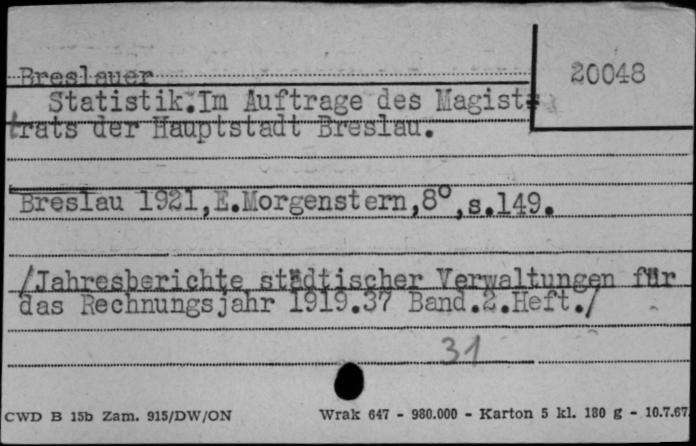 Breslauer
20048
Statistik.Im Auftrage des Magist=
trats der Hauptstadt Breslau.
Breslau 1921,E.Morgenstern,8°,s.149.
/Jahresberichte städtischer Verwaltungen für
das Rechnungsjahr 1919.37 Band.2.Heft./
31
CWD B 15b Zam. 915/DW/ON Wrak 647 - 980.000 - Karton 5 kl. 180 g - 10.7.67